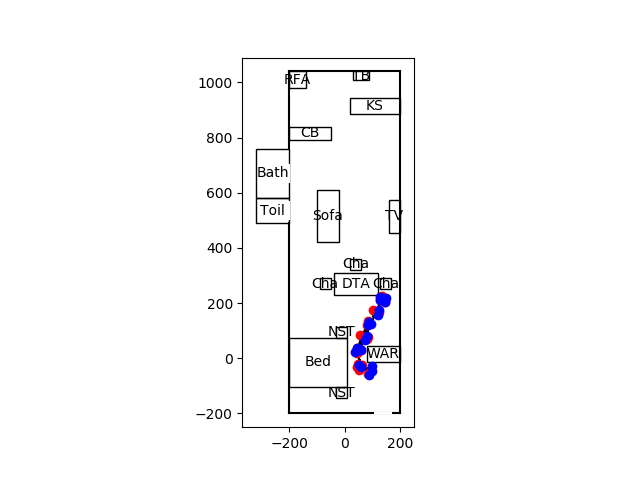 1000
RFA
TB
KS
800
CB
Bath
600
Toil
Sofa
TV
400
Cha
Cha
DTA
Cha
200
NST
WAR
0
Bed
NST
−200
−200
0
200